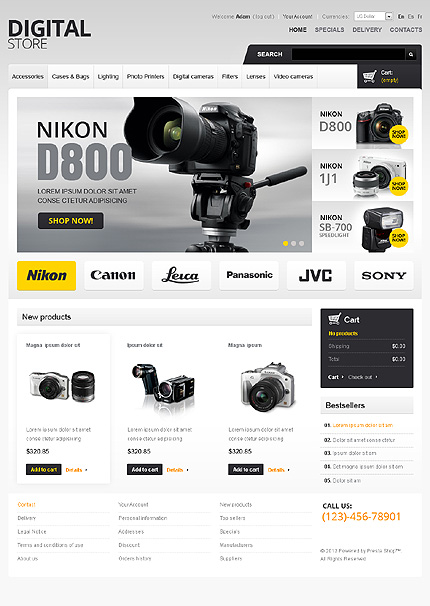 DIGITAL
STORE
Welcome Adam ( log out )
Your Account
Currencies:
US Dollar
En Es Fr
HOME SPECIALS DELIVERY CONTACTS
SEARCH
Accessories
Cases & Bags
Lighting
Photo Printers
Digital cameras
Filters
Lenses
Video cameras
Cart:
(empty)
NIKON
D800
LOREM IPSUM DOLOR SIT AMET
CONSE CTETUR ADIPISICING
SHOP NOW!
NIKON
D800
SHOP NOW!
NIKON
1J1
SHOP NOW!
NIKON
SB-700
SPEEDLIGHT
SHOP NOW!
Nikon
Canon
Leica
Panasonic
JVC
SONY
New products
Magna ipsum dolor sit
Lorem ipsum dolor sit amet
conse ctetur adipisicing elit
$320.85
Add to cart
Details
Ipsum dolor sit
Lorem ipsum dolor sit amet
conse ctetur adipisicing elit
$320.85
Add to cart
Details
Magna ipsum
Lorem ipsum dolor sit amet
conse ctetur adipisicing elit
$320.85
Add to cart
Details
Cart
No products
Shipping $0.00
Total $0.00
Cart
Check out
Bestsellers
01. Lorem ipsum dolor sit am
02. Dolor sit amet conse ctetur
03. Ipsum dolor sit am
04. Get magna ipsum dolor sit am
05. Dolor sit am
Contact
Delivery
Legal Notice
Terms and conditions of use
About us
Your Account
Personal information
Addresses
Discount
Orders history
New products
Top sellers
Specials
Manufacturers
Suppliers
CALL US:
(123)-456-78901
© 2012 Powered by Presta Shop™.
All Rights Reserved